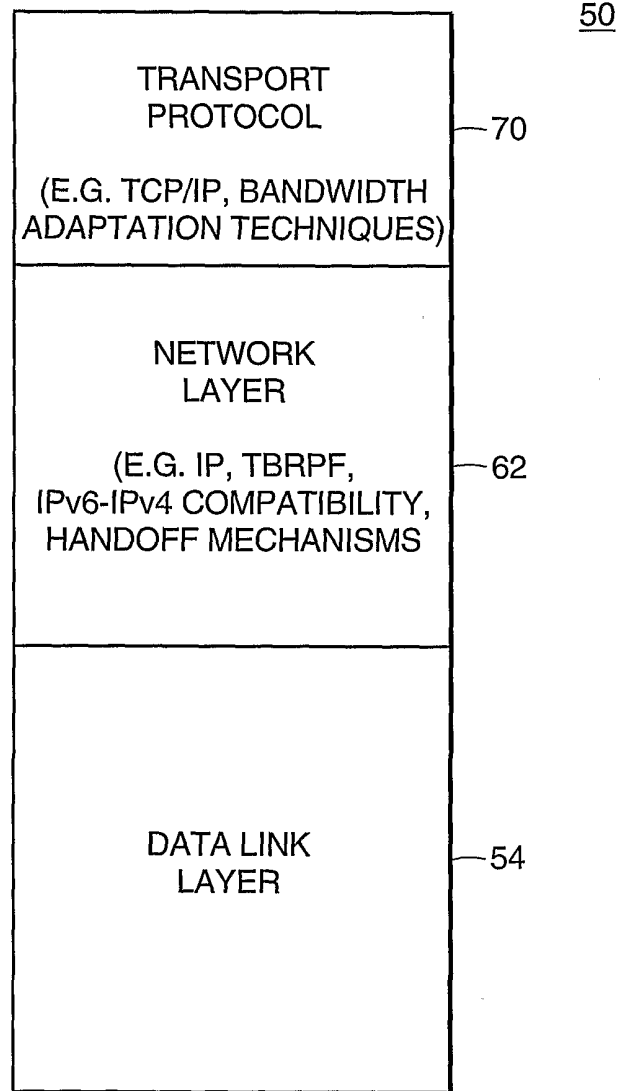 50
TRANSPORT
PROTOCOL
70
(E.G. TCP/IP, BANDWIDTH
ADAPTATION TECHNIQUES)
NETWORK
LAYER
(E.G. IP, TBRPF,
62
IPv6-IPv4 COMPATIBILITY,
HANDOFF MECHANISMS
DATA LINK
54
LAYER